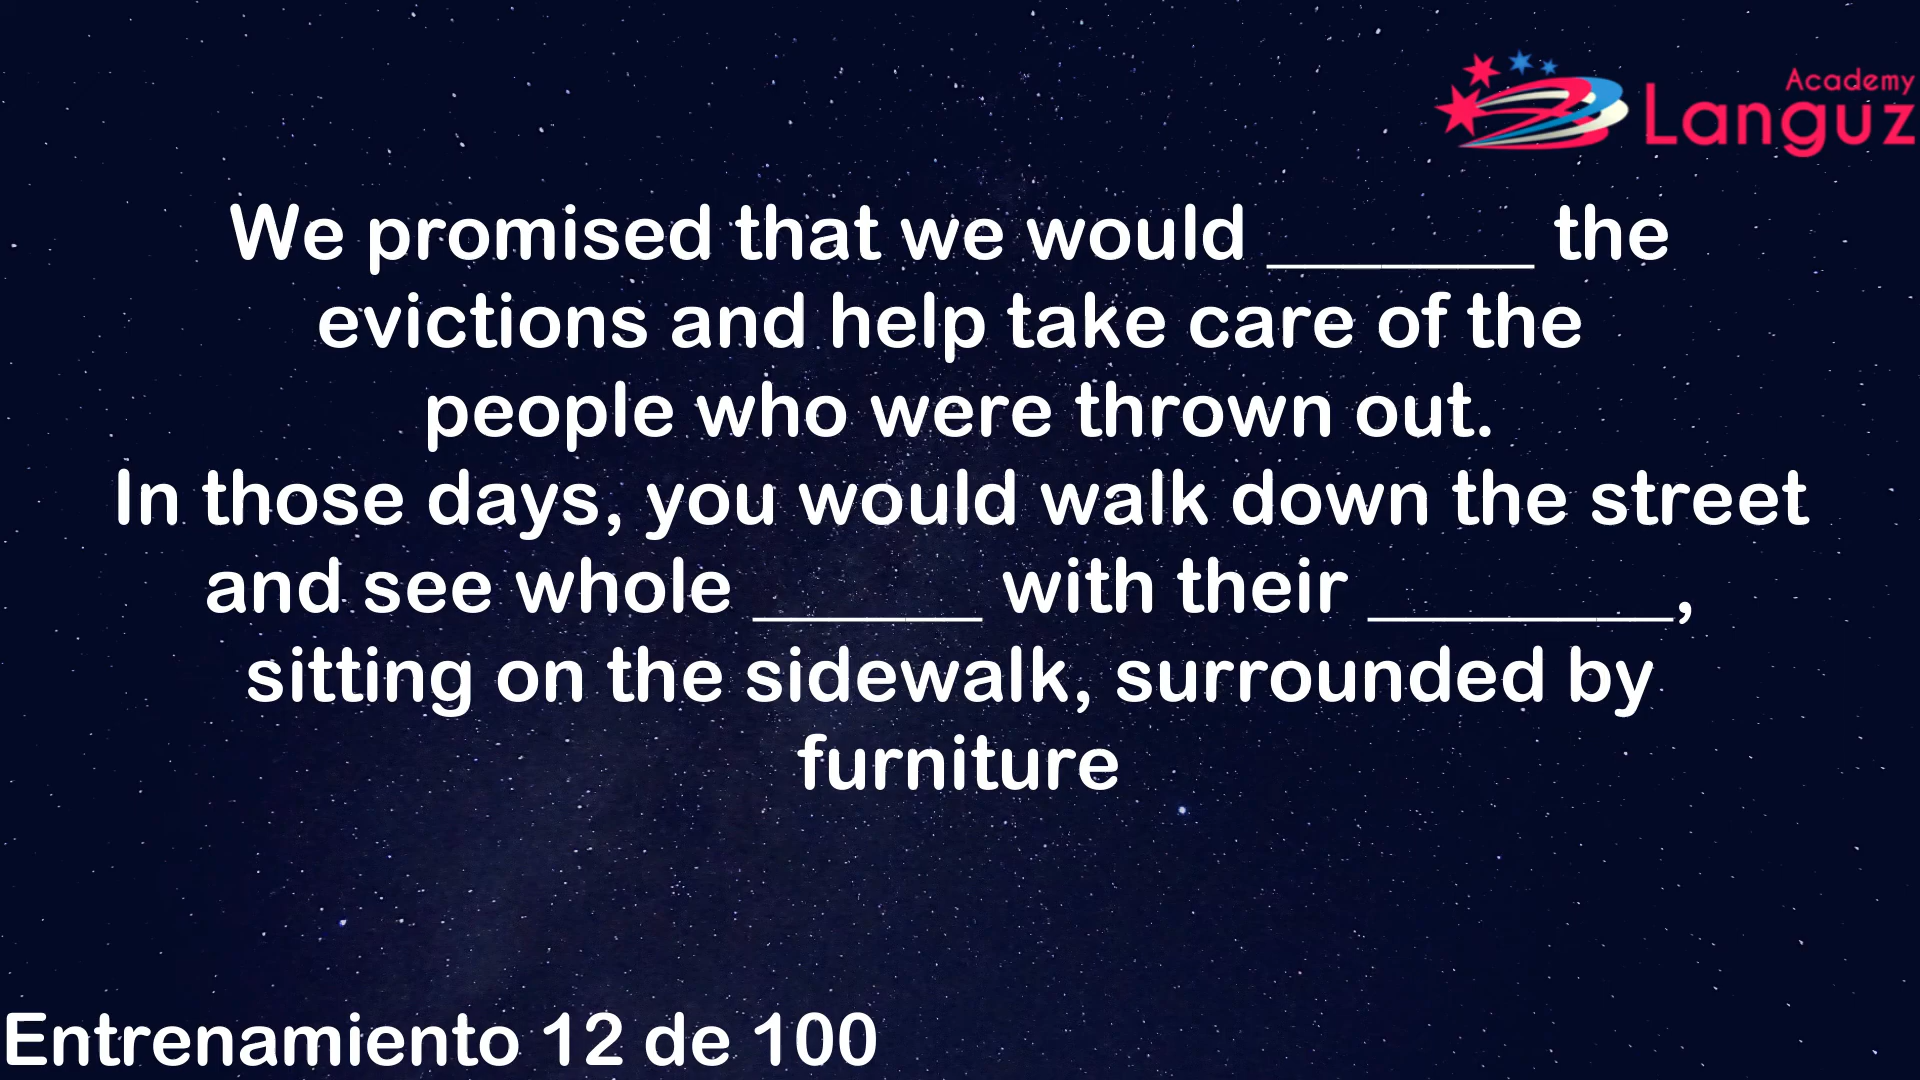 Academy
Languz
We promised that we would _______ the
evictions and help take care of the
people who were thrown out.
In those days, you would walk down the street
and see whole ______ with their ________,
sitting on the sidewalk, surrounded by
furniture
Entrenamiento 12 de 100